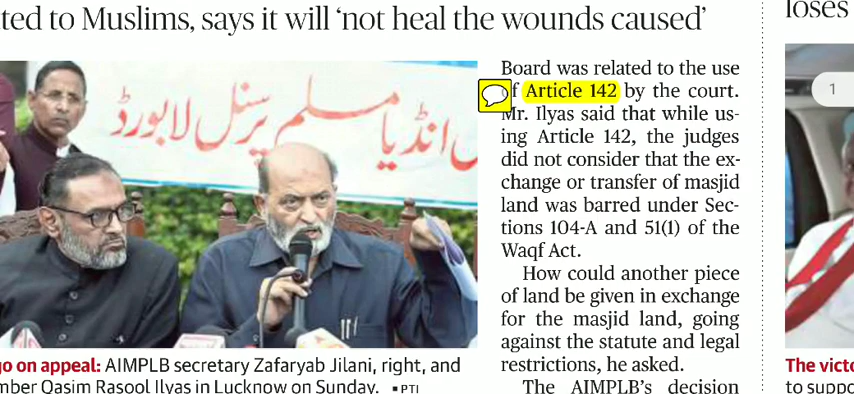 ted to Muslims, says it will ‘not heal the wounds caused’
loses
انڈیا مسلم پرسنل لا بورڈ
Board was related to the use
of Article 142 by the court.
Mr. Ilyas said that while us-
ing Article 142, the judges
did not consider that the ex-
change or transfer of masjid
land was barred under Sec-
tions 104-A and 51(1) of the
Waqf Act.
How could another piece
of land be given in exchange
for the masjid land, going
against the statute and legal
restrictions, he asked.
The AIMPLB’s decision
1
go on appeal: AIMPLB secretary Zafaryab Jilani, right, and
mber Qasim Rasool Ilyas in Lucknow on Sunday. ▪ PTI
The victo
to suppo